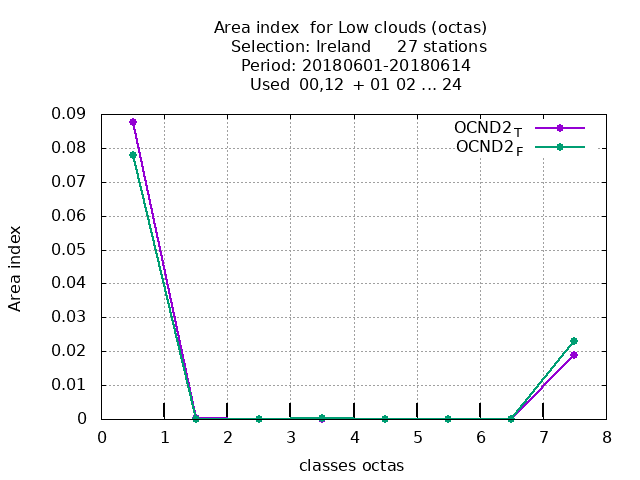 Area index  for Low clouds (octas)
Selection: Ireland     27 stations
Period: 20180601-20180614
Used  00,12  + 01 02 ... 24
OCND2T
OCND2F
0.09
0.08
0.07
0.06
0.05
0.04
0.03
0.02
0.01
0
Area index
0 1 2 3 4 5 6 7 8
classes octas